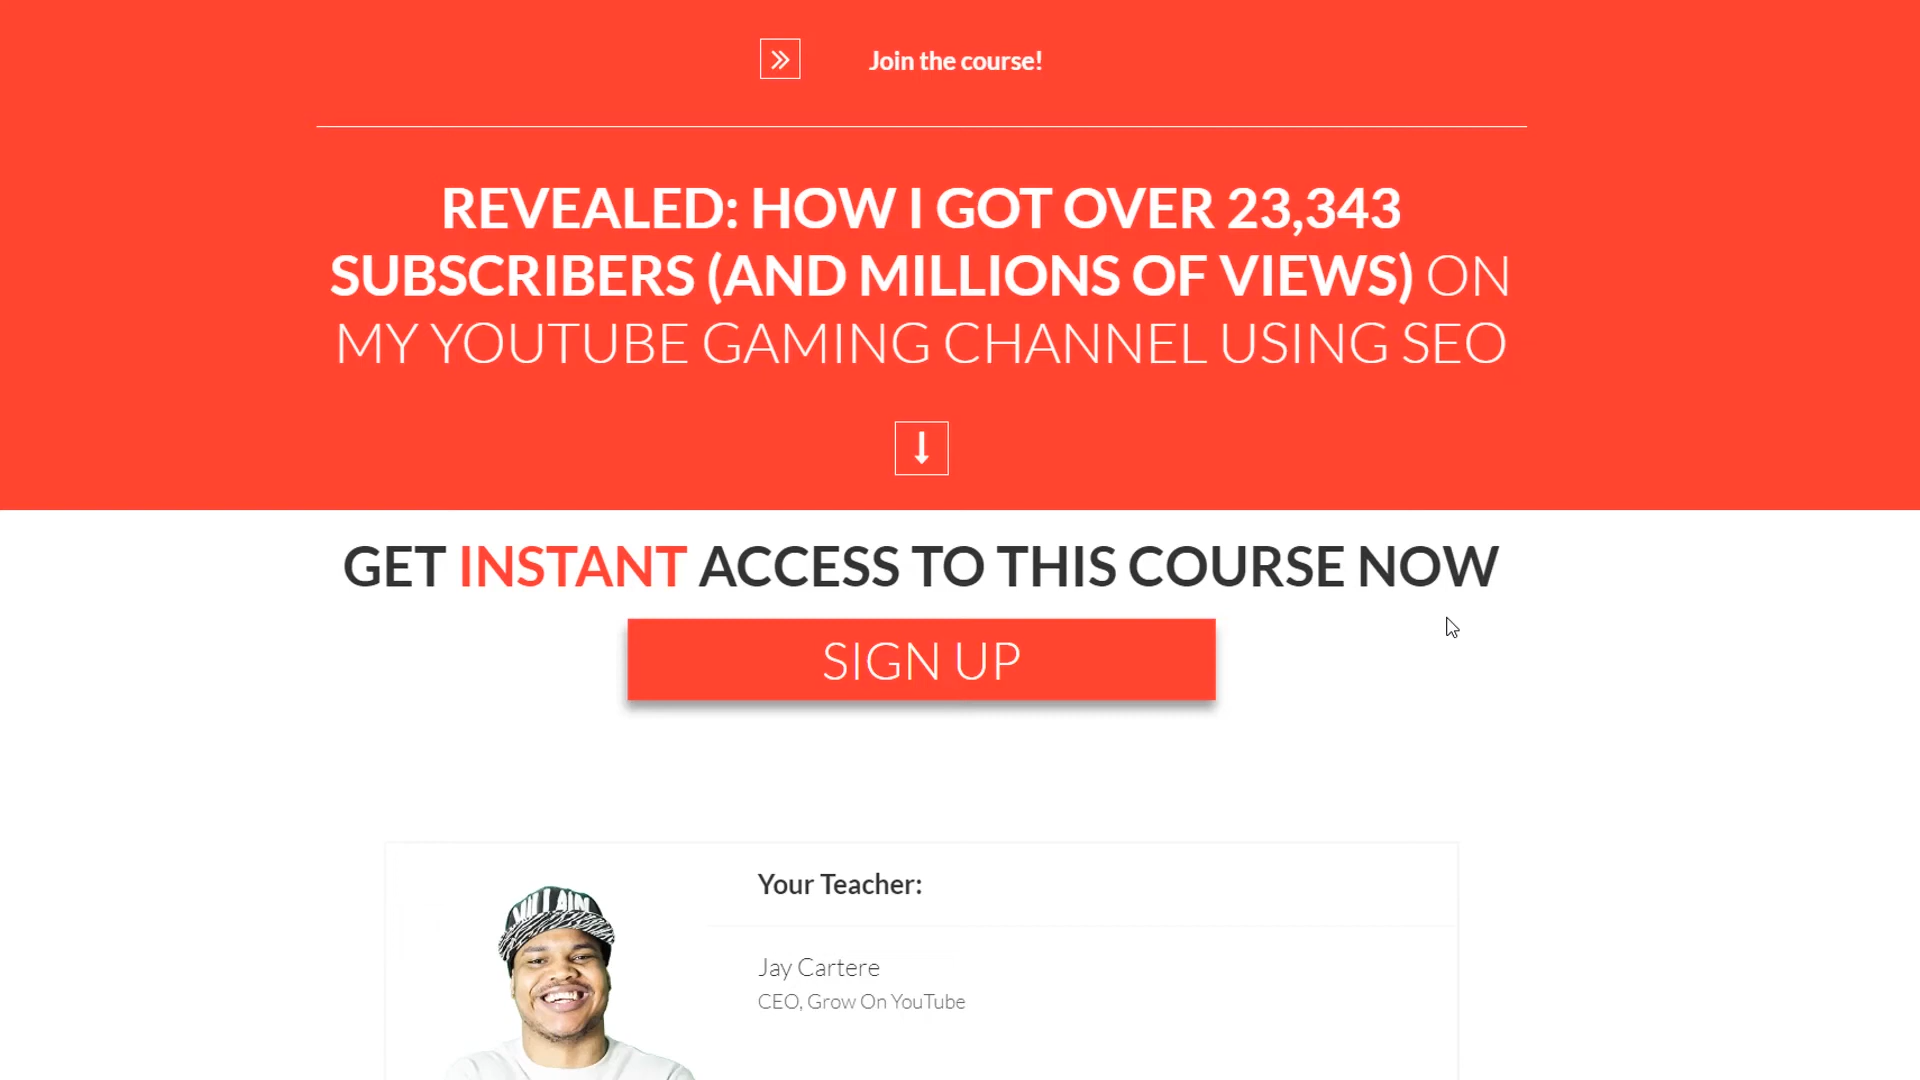 Join the course!
REVEALED: HOW I GOT OVER 23,343
SUBSCRIBERS (AND MILLIONS OF VIEWS) ON
MY YOUTUBE GAMING CHANNEL USING SEO
GET INSTANT ACCESS TO THIS COURSE NOW
SIGN UP
Your Teacher:
Jay Cartere
CEO, Grow On YouTube